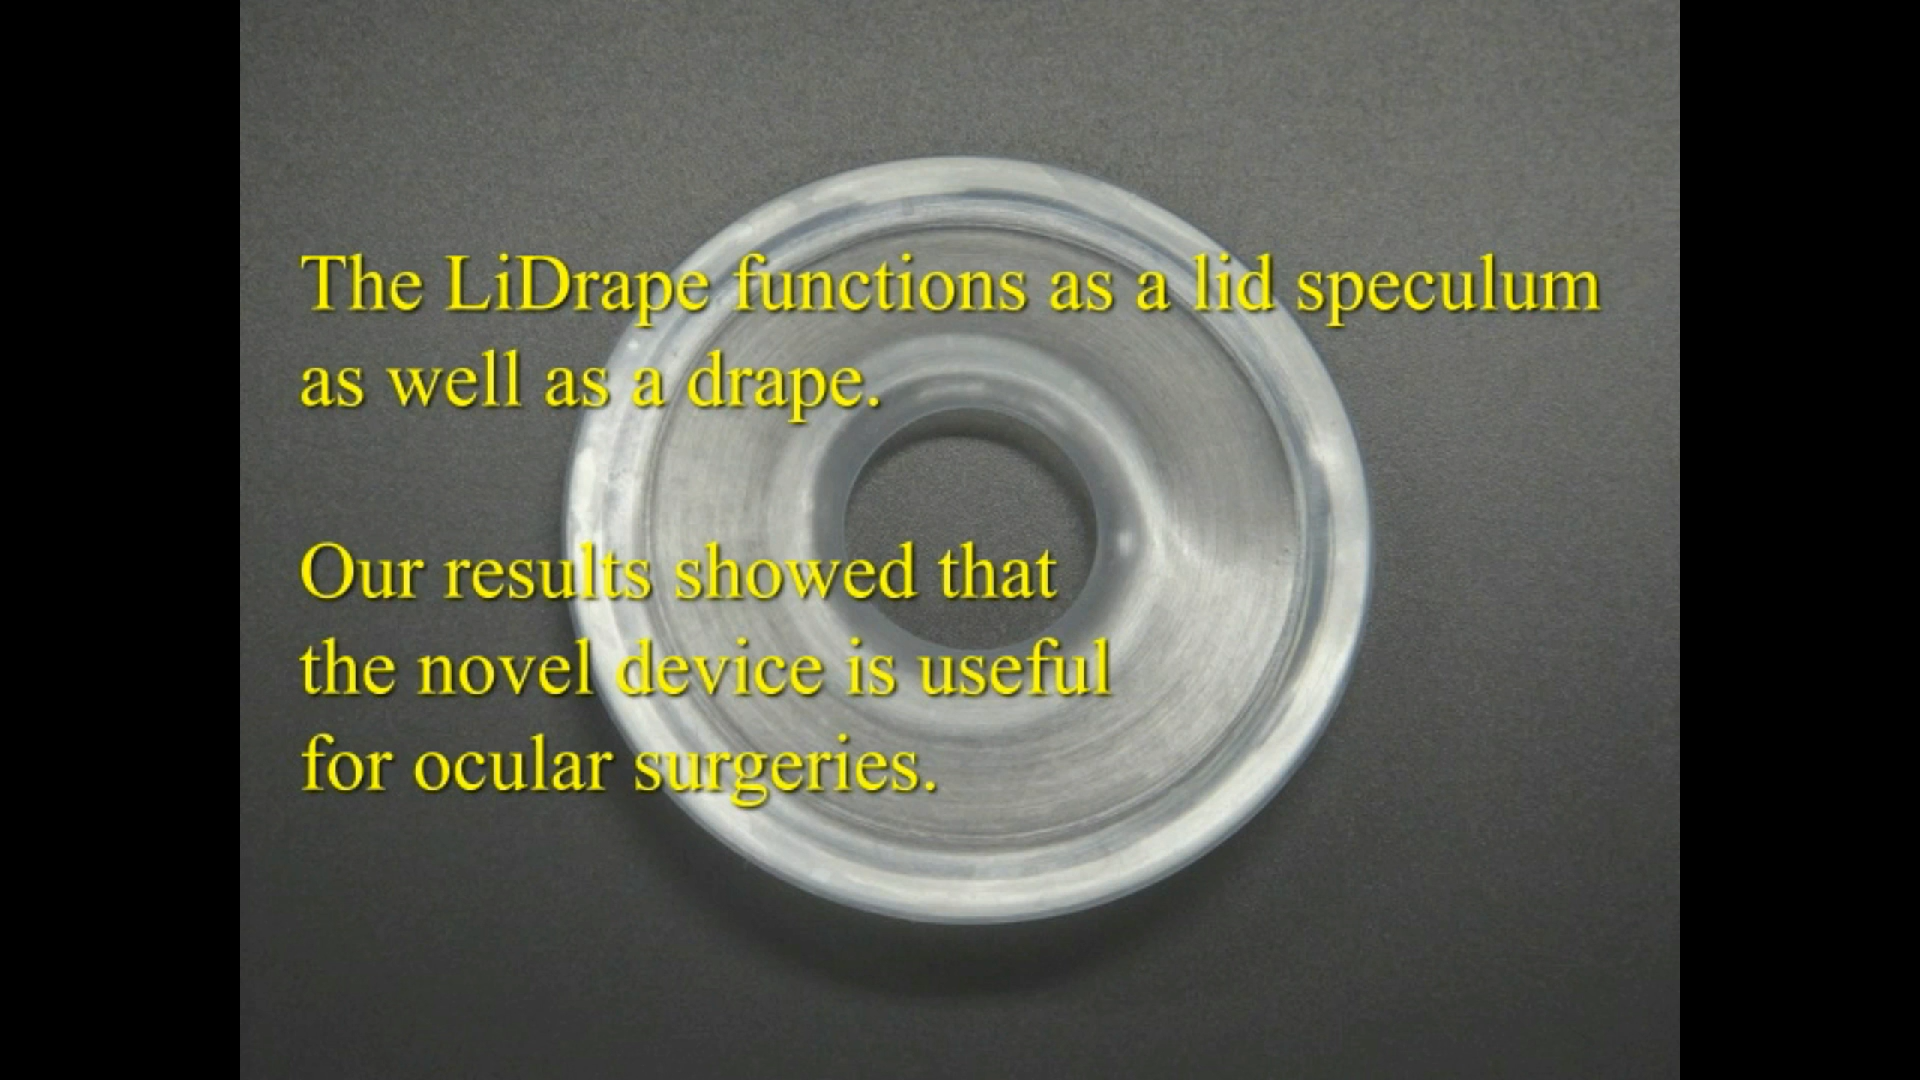 The LiDrape functions as a lid speculum
as well as a drape.
Our results showed that
the novel device is useful
for ocular surgeries.